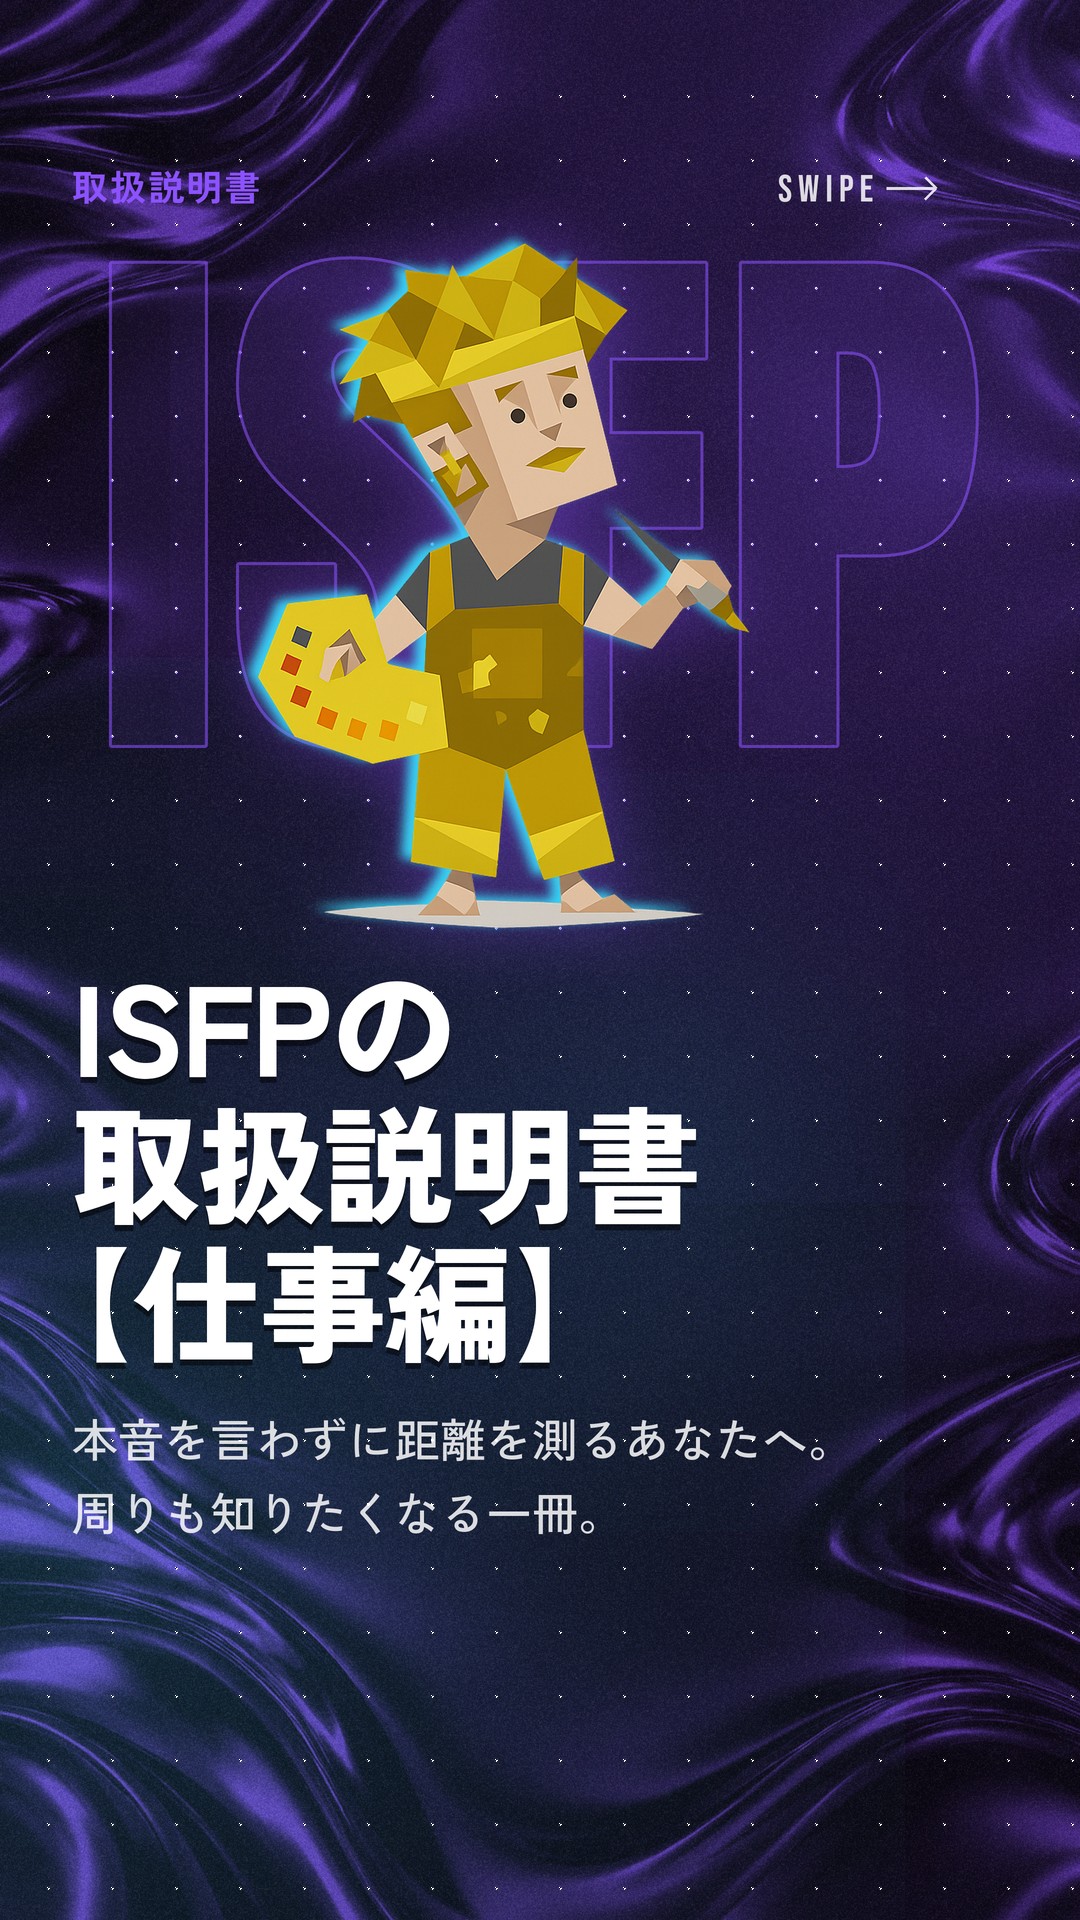 取扱説明書
SWIPE →
ISFP
ISFPの
取扱説明書
【仕事編】
本音を言わずに距離を測るあなたへ。
周りも知りたくなる一冊。